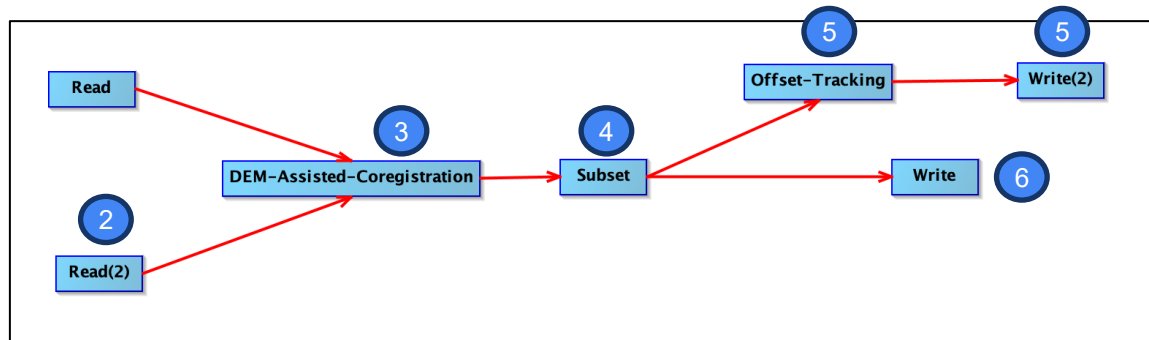 5
5
Offset-Tracking
Write(2)
Read
3
4
DEM-Assisted-Coregistration
Subset
Write
6
2
Read(2)